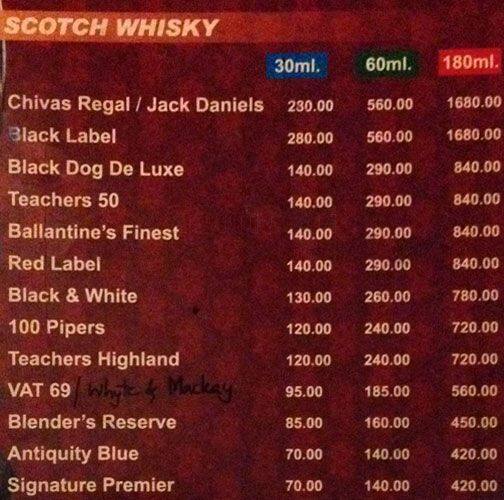 SCOTCH WHISKY
30ml. 60ml. 180ml.
Chivas Regal / Jack Daniels 230.00 560.00 1680.00
Black Label 280.00 560.00 1680.00
Black Dog De Luxe 140.00 290.00 840.00
Teachers 50 140.00 290.00 840.00
Ballantine's Finest 140.00 290.00 840.00
Red Label 140.00 290.00 840.00
Black & White 130.00 260.00 780.00
100 Pipers 120.00 240.00 720.00
Teachers Highland 120.00 240.00 720.00
VAT 69 / Whyte & Mackay 95.00 185.00 560.00
Blender's Reserve 85.00 160.00 450.00
Antiquity Blue 70.00 140.00 420.00
Signature Premier 70.00 140.00 420.00